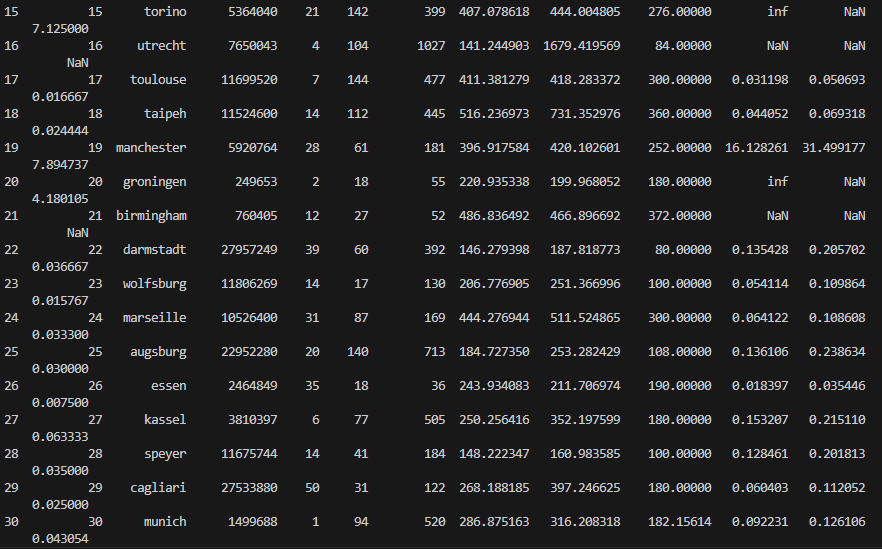 15 15 torino 5364040 21 142 399 407.078618 444.004805 276.00000 inf NaN
7.125000
16 16 utrecht 7650043 4 104 1027 141.244903 1679.419569 84.00000 NaN NaN
NaN
17 17 toulouse 11699520 7 144 477 411.381279 418.283372 300.00000 0.031198 0.050693
0.016667
18 18 taipeh 11524600 14 112 445 516.236973 731.352976 360.00000 0.044052 0.069318
0.024444
19 19 manchester 5920764 28 61 181 396.917584 420.102601 252.00000 16.128261 31.499177
7.894737
20 20 groningen 249653 2 18 55 220.935338 199.968052 180.00000 inf NaN
4.180105
21 21 birmingham 760405 12 27 52 486.836492 466.896692 372.00000 NaN NaN
NaN
22 22 darmstadt 27957249 39 60 392 146.279398 187.818773 80.00000 0.135428 0.205702
0.036667
23 23 wolfsburg 11806269 14 17 130 206.776905 251.366996 100.00000 0.054114 0.109864
0.015767
24 24 marseille 10526400 31 87 169 444.276944 511.524865 300.00000 0.064122 0.108608
0.033300
25 25 augsburg 22952280 20 140 713 184.727350 253.282429 108.00000 0.136106 0.238634
0.030000
26 26 essen 2464849 35 18 36 243.934083 211.706974 190.00000 0.018397 0.035446
0.007500
27 27 kassel 3810397 6 77 505 250.256416 352.197599 180.00000 0.153207 0.215110
0.063333
28 28 speyer 11675744 14 41 184 148.222347 160.983585 100.00000 0.128461 0.201813
0.035000
29 29 cagliari 27533880 50 31 122 268.188185 397.246625 180.00000 0.060403 0.112052
0.025000
30 30 munich 1499688 1 94 520 286.875163 316.208318 182.15614 0.092231 0.126106
0.043054